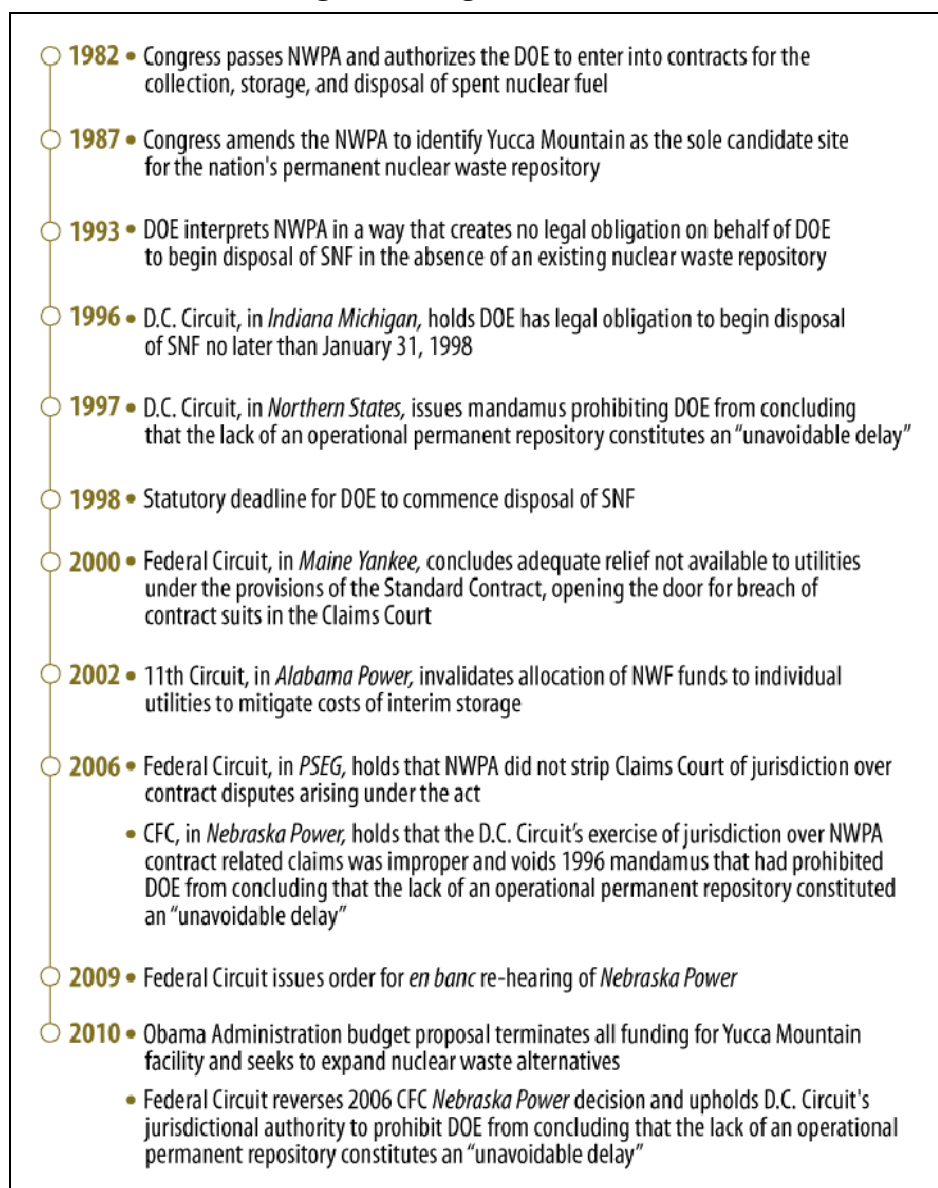 1982 • Congress passes NWPA and authorizes the DOE to enter into contracts for the
collection, storage, and disposal of spent nuclear fuel
1987 • Congress amends the NWPA to identify Yucca Mountain as the sole candidate site
for the nation's permanent nuclear waste repository
1993 • DOE interprets NWPA in a way that creates no legal obligation on behalf of DOE
to begin disposal of SNF in the absence of an existing nuclear waste repository
1996 • D.C. Circuit, in Indiana Michigan, holds DOE has legal obligation to begin disposal
of SNF no later than January 31, 1998
1997 • D.C. Circuit, in Northern States, issues mandamus prohibiting DOE from concluding
that the lack of an operational permanent repository constitutes an “unavoidable delay”
1998 • Statutory deadline for DOE to commence disposal of SNF
2000 • Federal Circuit, in Maine Yankee, concludes adequate relief not available to utilities
under the provisions of the Standard Contract, opening the door for breach of
contract suits in the Claims Court
2002 • 11th Circuit, in Alabama Power, invalidates allocation of NWF funds to individual
utilities to mitigate costs of interim storage
2006 • Federal Circuit, in PSEG, holds that NWPA did not strip Claims Court of jurisdiction over
contract disputes arising under the act
• CFC, in Nebraska Power, holds that the D.C. Circuit’s exercise of jurisdiction over NWPA
contract related claims was improper and voids 1996 mandamus that had prohibited
DOE from concluding that the lack of an operational permanent repository constituted
an “unavoidable delay”
2009 • Federal Circuit issues order for en banc re-hearing of Nebraska Power
2010 • Obama Administration budget proposal terminates all funding for Yucca Mountain
facility and seeks to expand nuclear waste alternatives
• Federal Circuit reverses 2006 CFC Nebraska Power decision and upholds D.C. Circuit's
jurisdictional authority to prohibit DOE from concluding that the lack of an operational
permanent repository constitutes an “unavoidable delay”